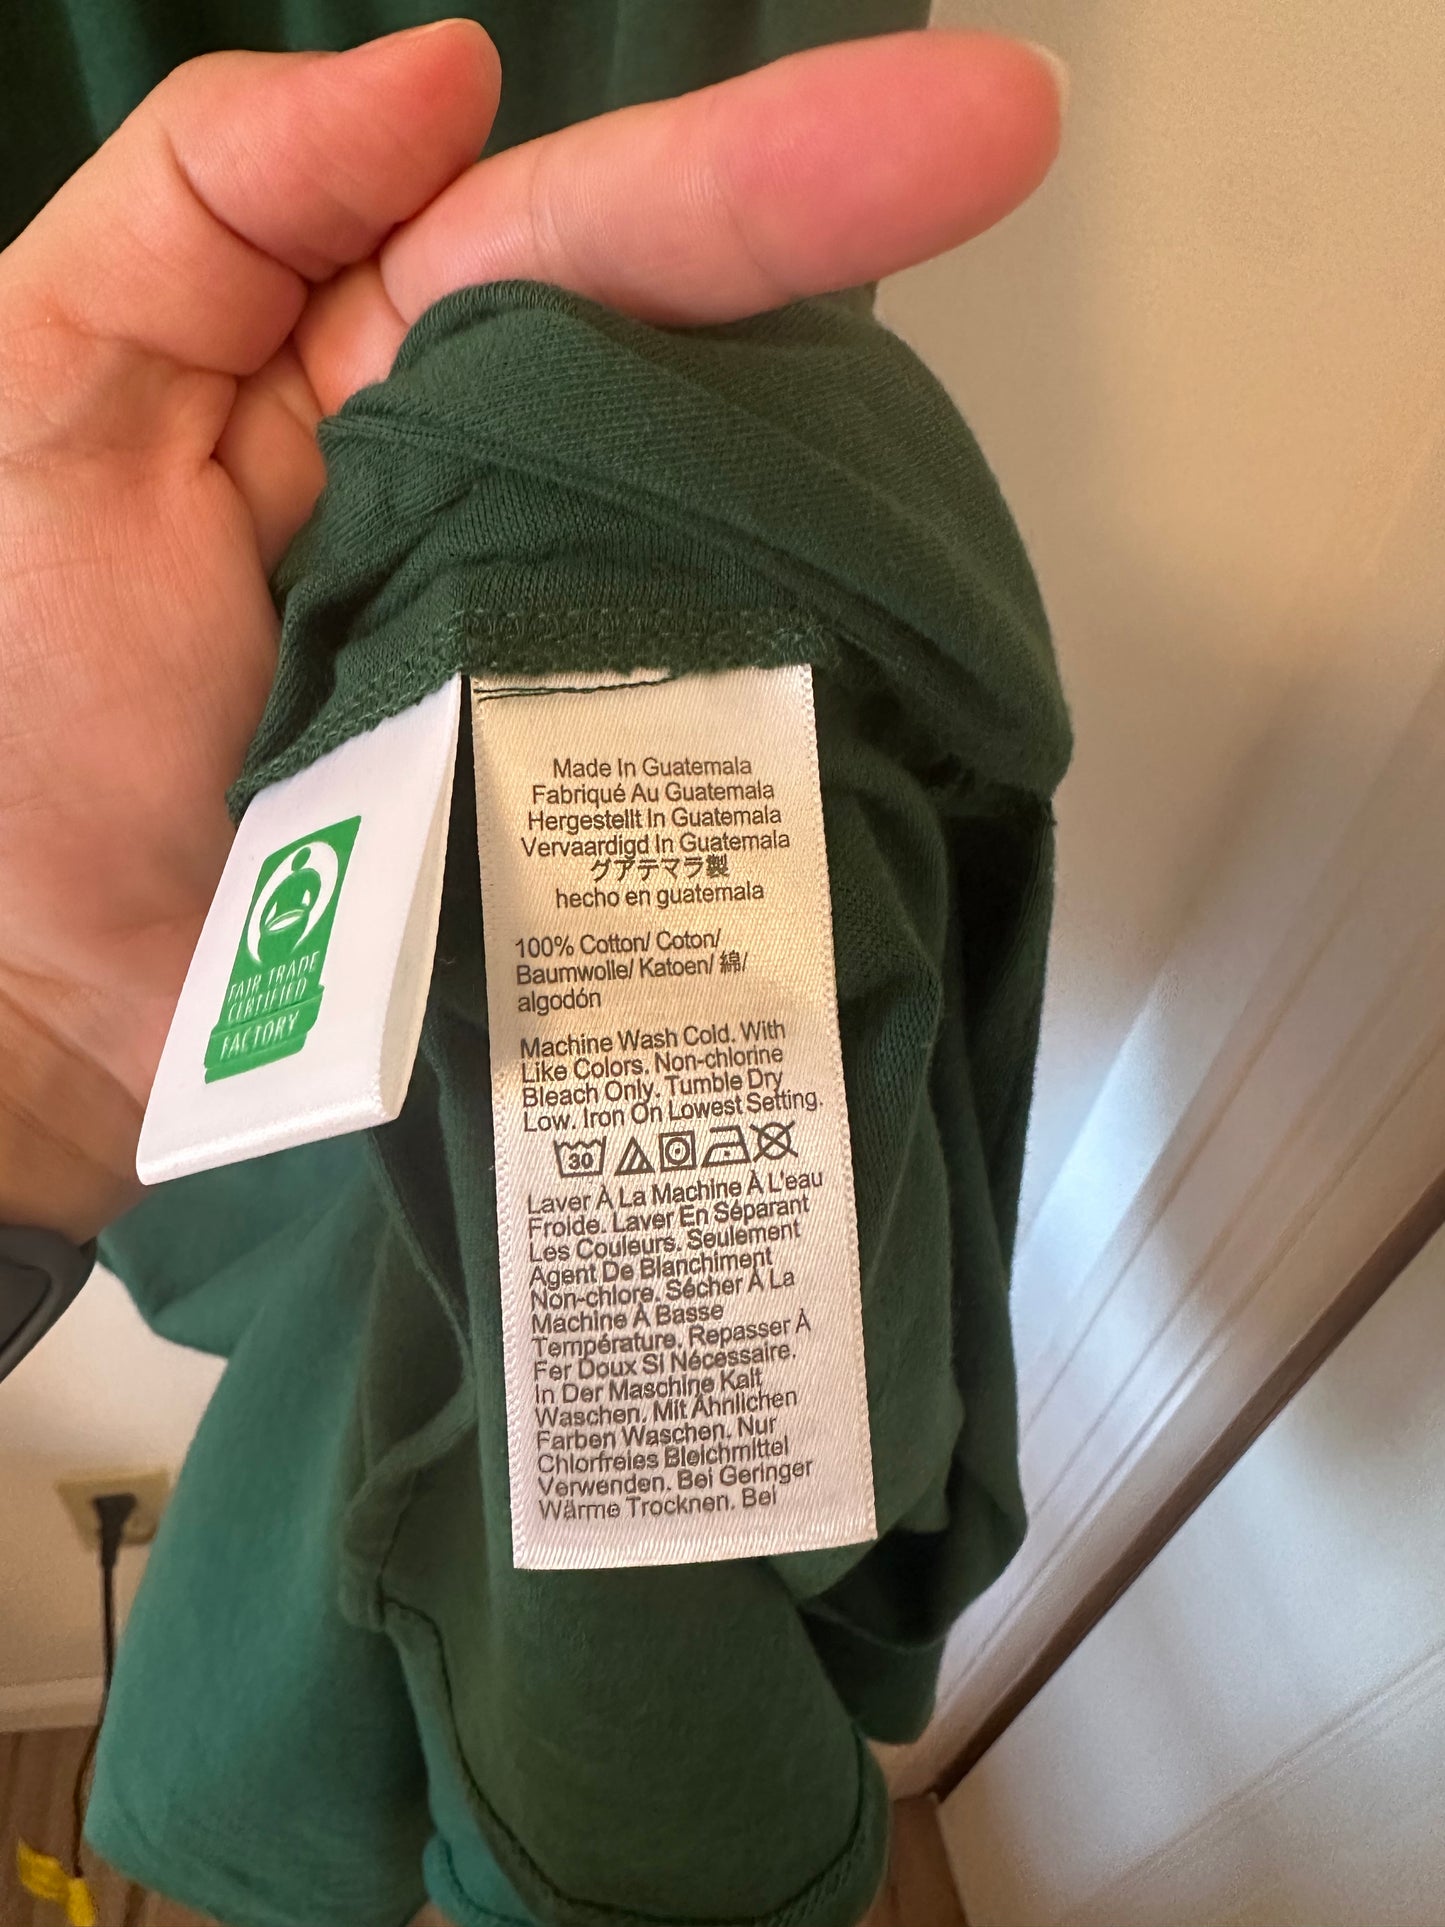 FAIR TRADE
CERTIFIED
FACTORY
Made In Guatemala
Fabriqué Au Guatemala
Hergestellt In Guatemala
Vervaardigd In Guatemala
グアテマラ製
hecho en guatemala
100% Cotton/ Coton/
Baumwolle/ Katoen/ 綿/
algodón
Machine Wash Cold. With
Like Colors. Non-chlorine
Bleach Only. Tumble Dry
Low. Iron On Lowest Setting.
30
Laver À La Machine À L'eau
Froide. Laver En Séparant
Les Couleurs. Seulement
Agent De Blanchiment
Non-chlore. Sécher À La
Machine À Basse
Température. Repasser À
Fer Doux Si Nécessaire.
In Der Maschine Kalt
Waschen. Mit Ähnlichen
Farben Waschen. Nur
Chlorfreies Bleichmittel
Verwenden. Bei Geringer
Wärme Trocknen. Bei